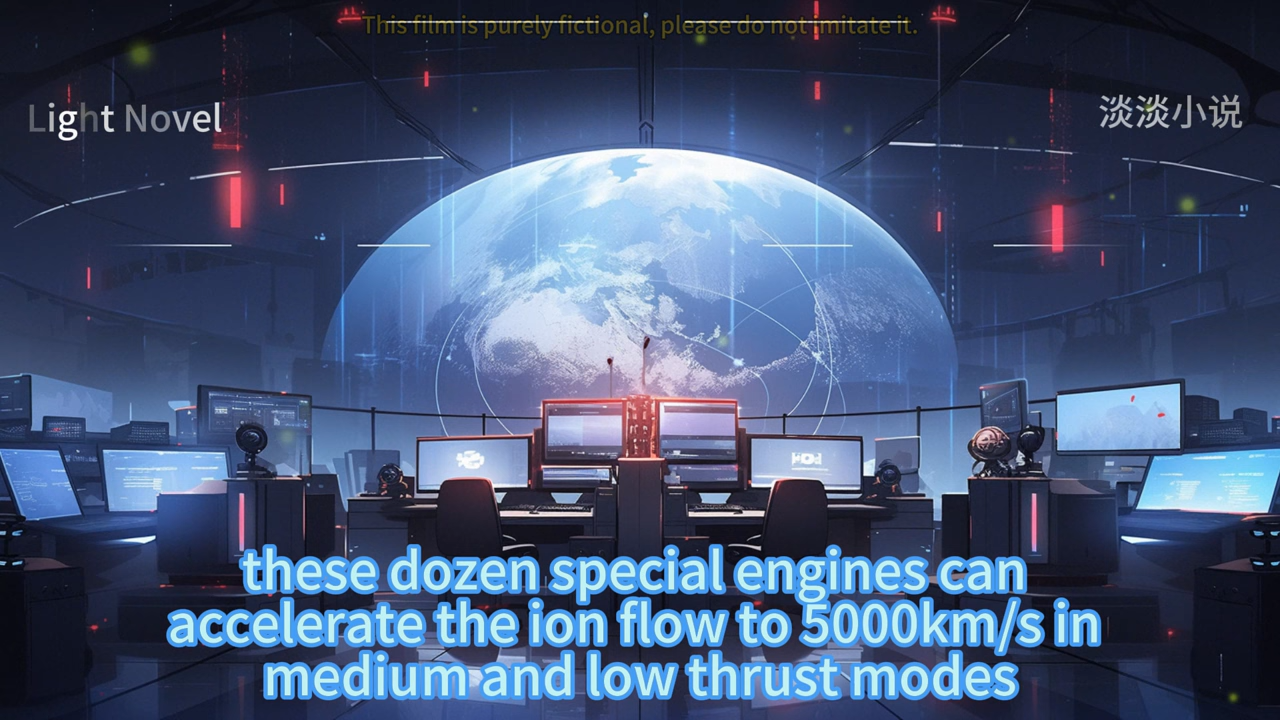 This film is purely fictional, please do not imitate it.
Light Novel
淡淡小说
these dozen special engines can
accelerate the ion flow to 5000km/s in
medium and low thrust modes